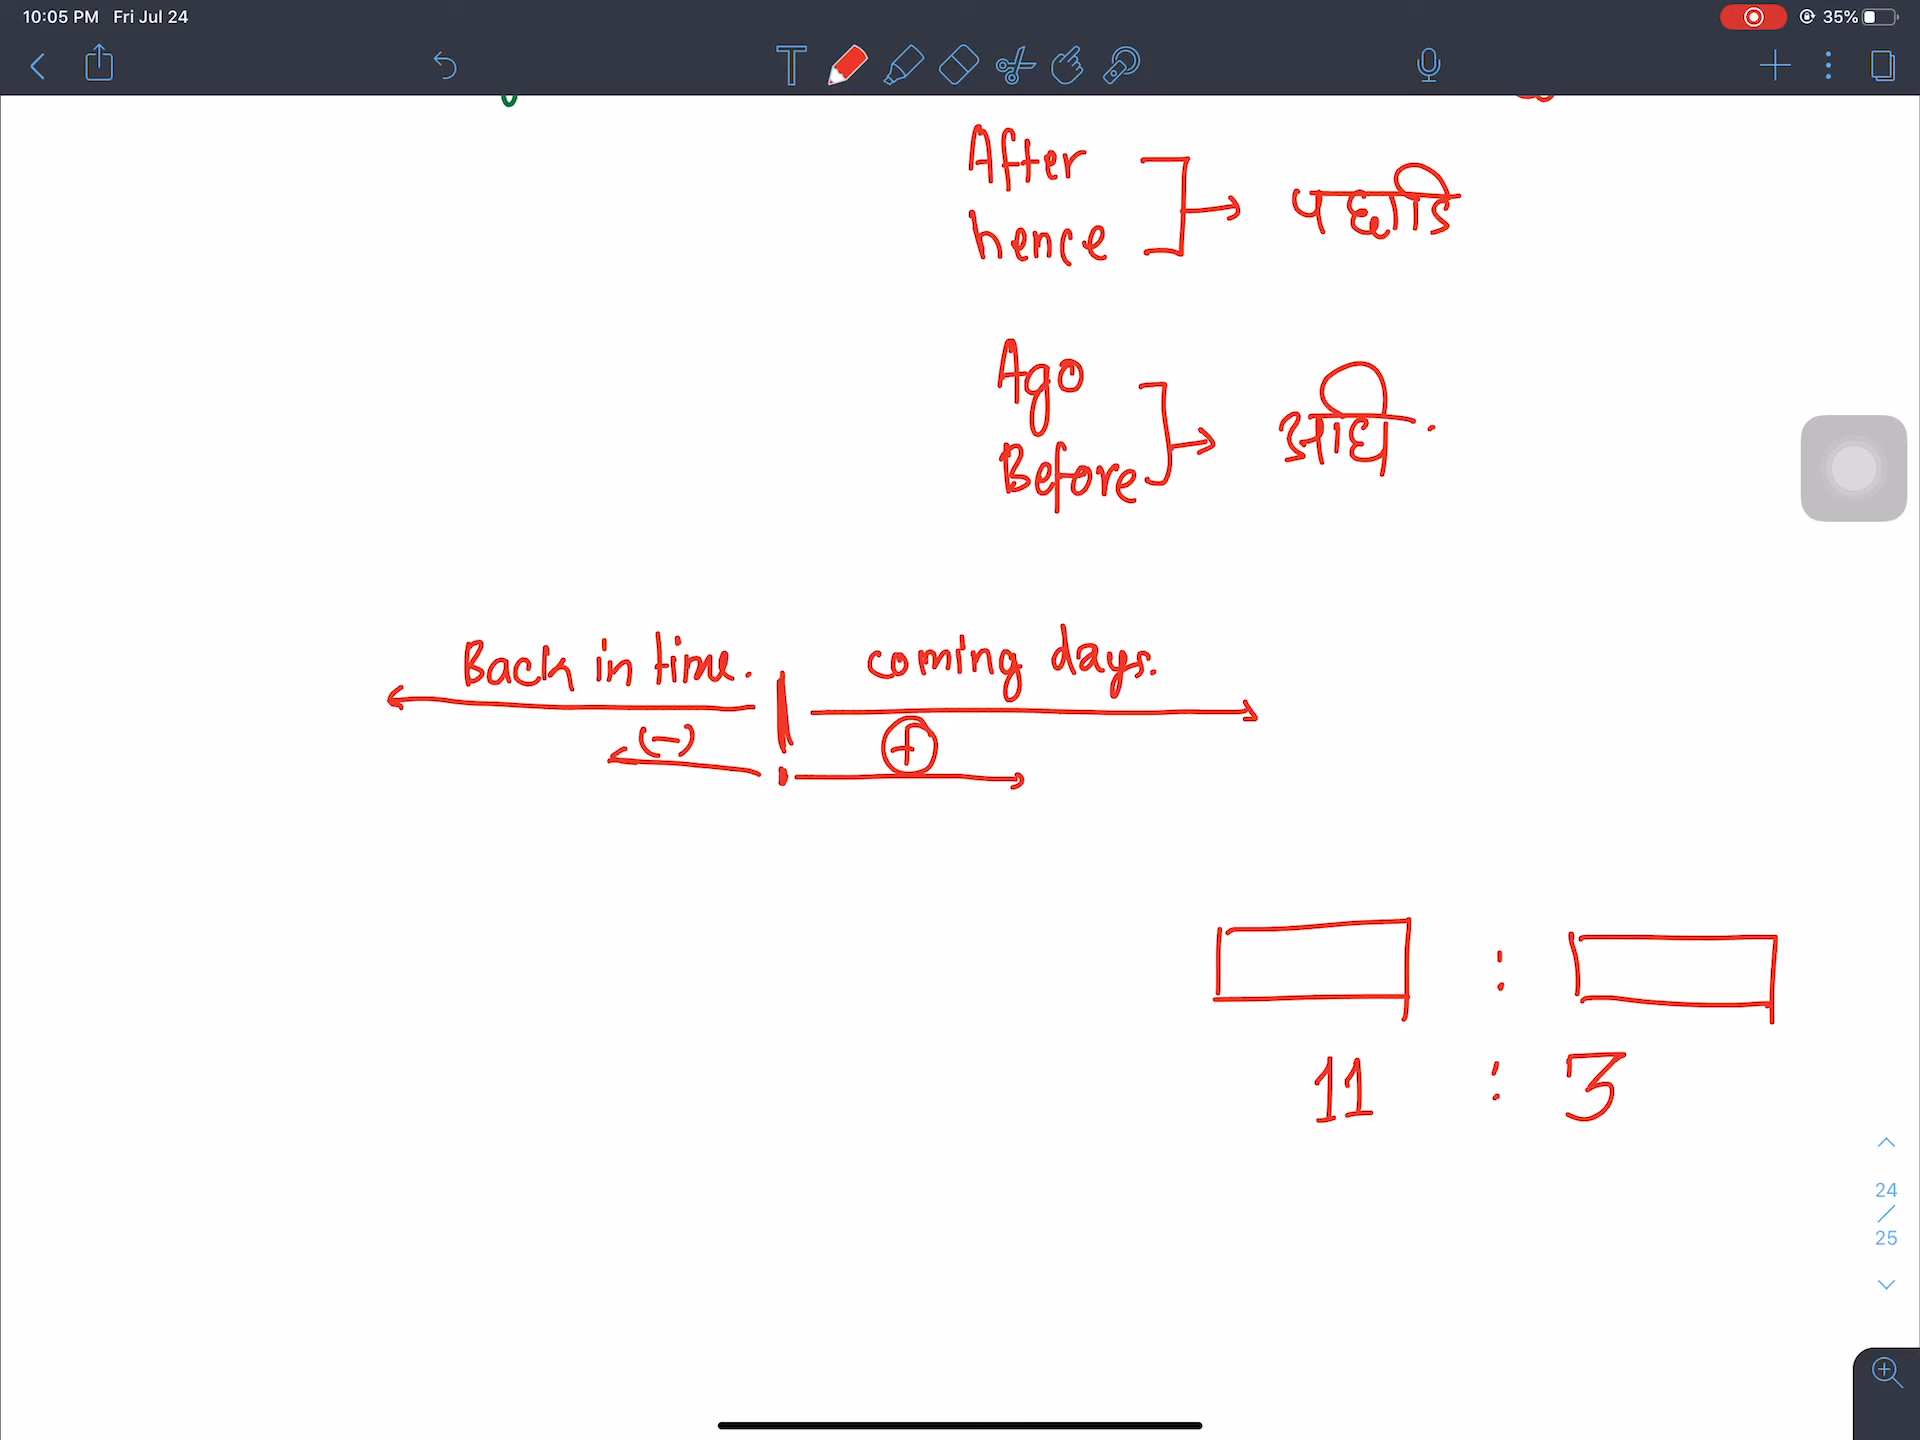 10:05 PM Fri Jul 24
35%
After
hence
पछाडि
Ago
Before
अघि
Back in time. coming days.
(-) +
:
11 : 3
24
/
25